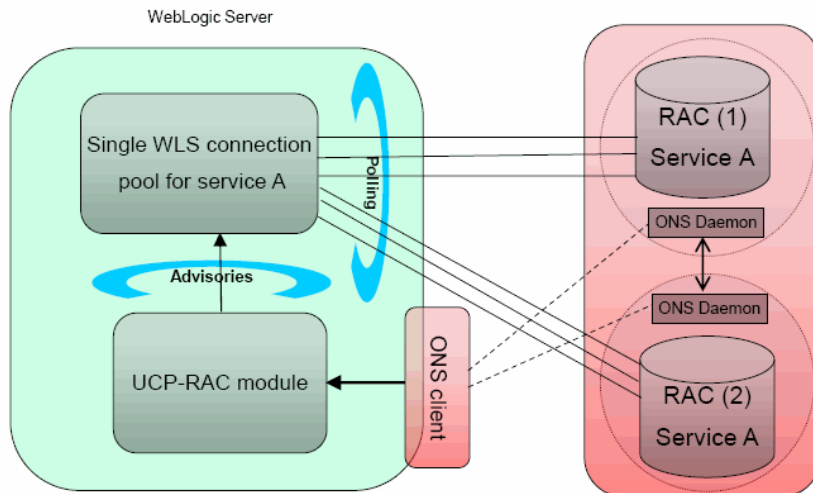 WebLogic Server
Single WLS connection
pool for service A
Polling
Advisories
UCP-RAC module
ONS client
RAC (1)
Service A
ONS Daemon
ONS Daemon
RAC (2)
Service A